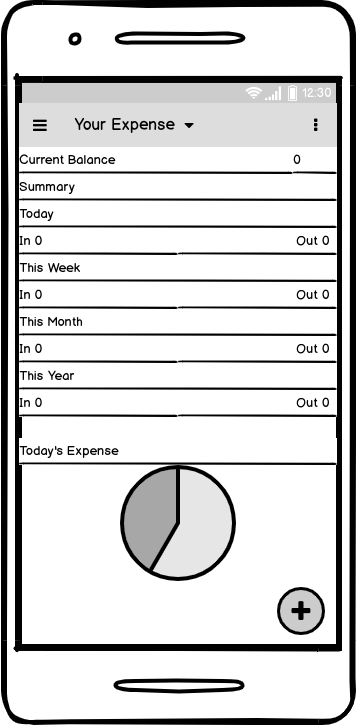 12:30
Your Expense
Current Balance 0
Summary
Today
In 0 Out 0
This Week
In 0 Out 0
This Month
In 0 Out 0
This Year
In 0 Out 0
Today's Expense